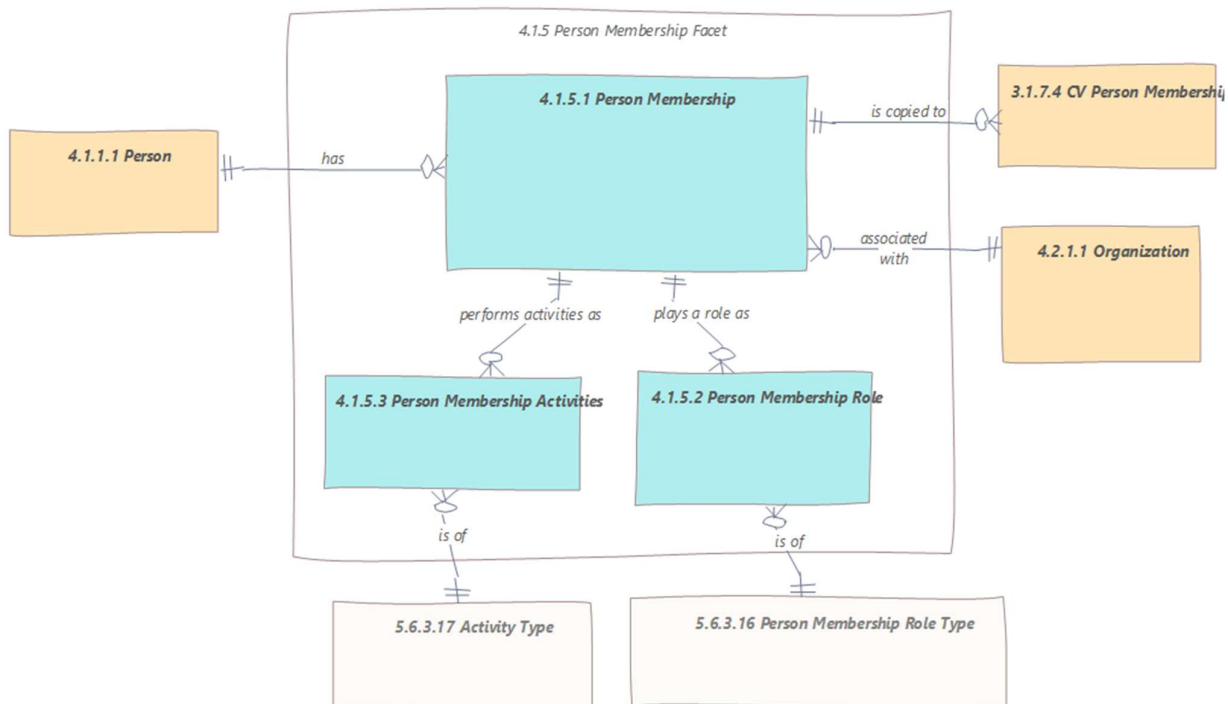 4.1.5 Person Membership Facet
4.1.5.1 Person Membership
3.1.7.4 CV Person Membership
is copied to
4.1.1.1 Person
has
associated
with
4.2.1.1 Organization
performs activities as
plays a role as
4.1.5.3 Person Membership Activities
4.1.5.2 Person Membership Role
is of
is of
5.6.3.17 Activity Type
5.6.3.16 Person Membership Role Type